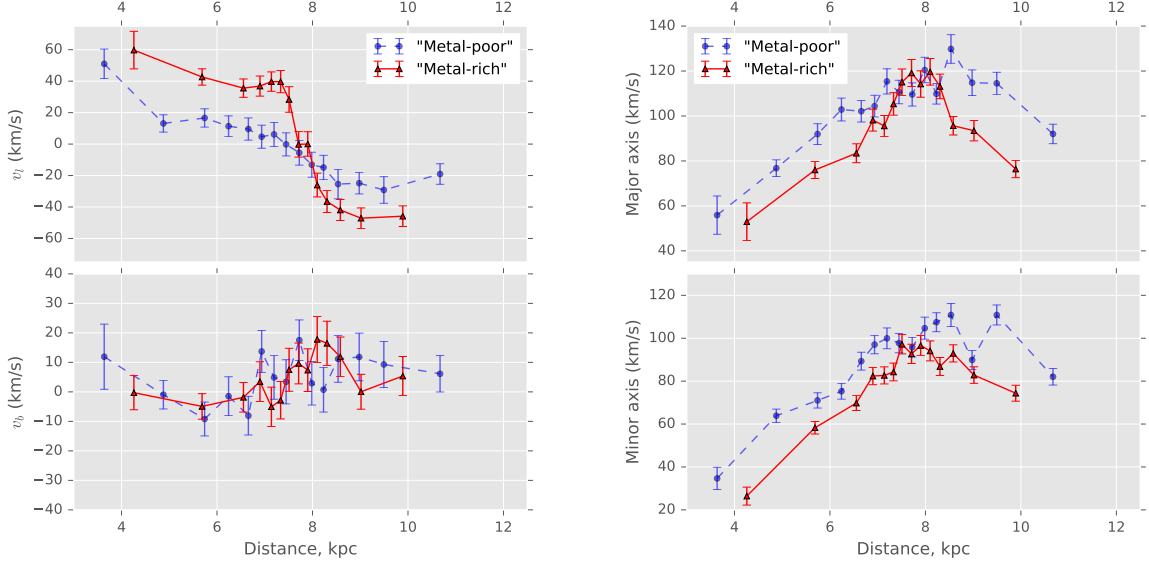 4 6 8 10 12
60
40
20
0
−20
−40
−60
v_l (km/s)
"Metal-poor"
"Metal-rich"
40
30
20
10
0
−10
−20
−30
−40
v_b (km/s)
4 6 8 10 12
Distance, kpc
4 6 8 10 12
140
120
100
80
60
40
Major axis (km/s)
"Metal-poor"
"Metal-rich"
120
100
80
60
40
20
Minor axis (km/s)
4 6 8 10 12
Distance, kpc